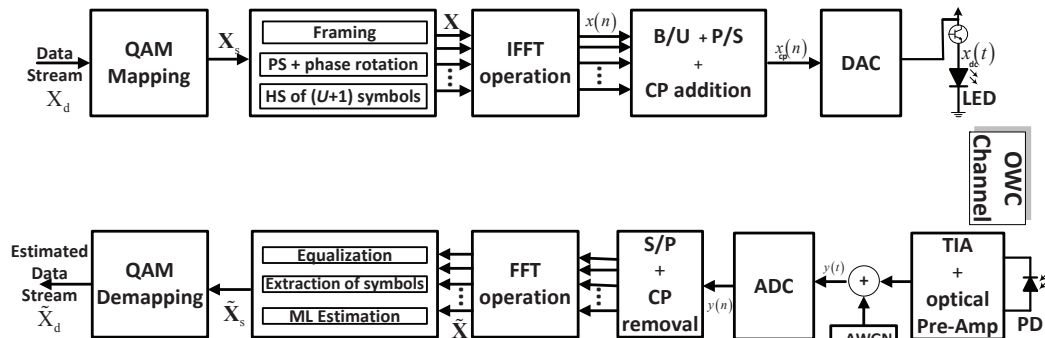 Data
Stream
X_d
QAM
Mapping
X_s
Framing
PS + phase rotation
HS of (U+1) symbols
X
IFFT
operation
x(n)
B/U + P/S
+
CP addition
x_cp(n)
DAC
x_dc(t)
LED
OWC
Channel
Estimated
Data
Stream
X̃_d
QAM
Demapping
X̃_s
Equalization
Extraction of symbols
ML Estimation
X̃
FFT
operation
S/P
+
CP
removal
y(n)
ADC
y(t)
+
AWGN
TIA
+
optical
Pre-Amp
PD